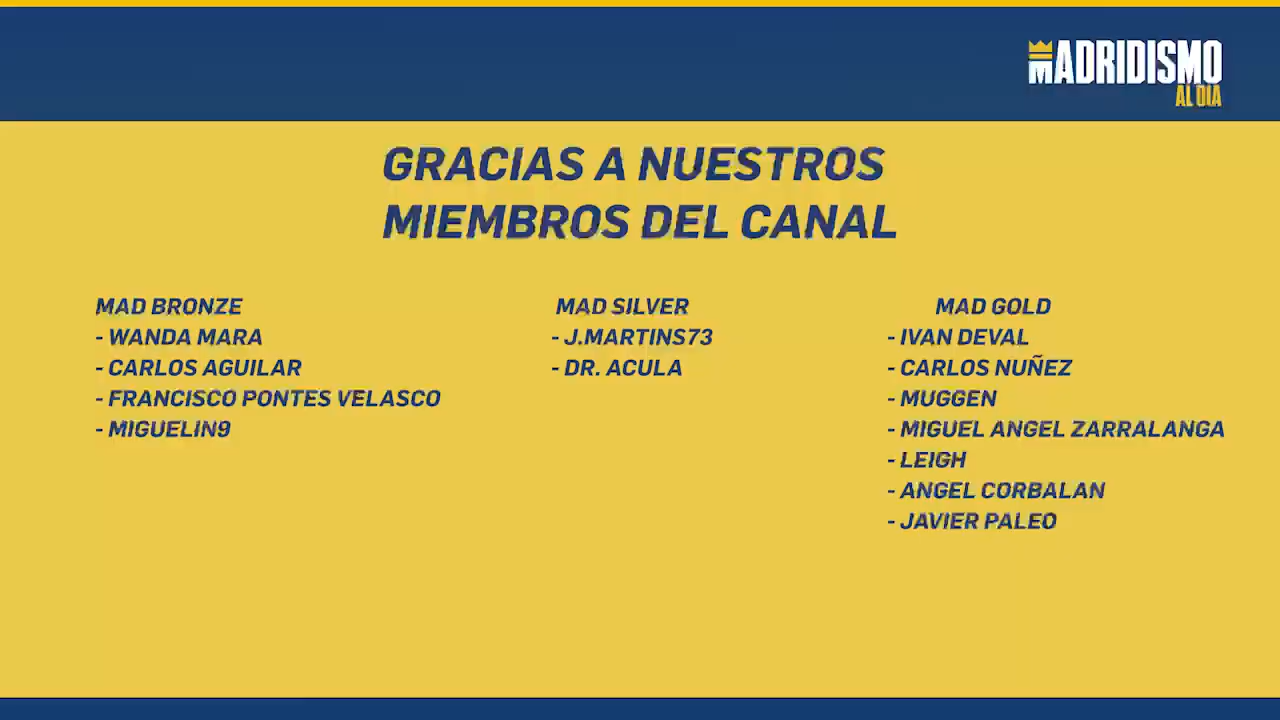 MADRIDISMO
AL DIA
GRACIAS A NUESTROS
MIEMBROS DEL CANAL
MAD BRONZE
- WANDA MARA
- CARLOS AGUILAR
- FRANCISCO PONTES VELASCO
- MIGUELIN9
MAD SILVER
- J.MARTINS73
- DR. ACULA
MAD GOLD
- IVAN DEVAL
- CARLOS NUÑEZ
- MUGGEN
- MIGUEL ANGEL ZARRALANGA
- LEIGH
- ANGEL CORBALAN
- JAVIER PALEO